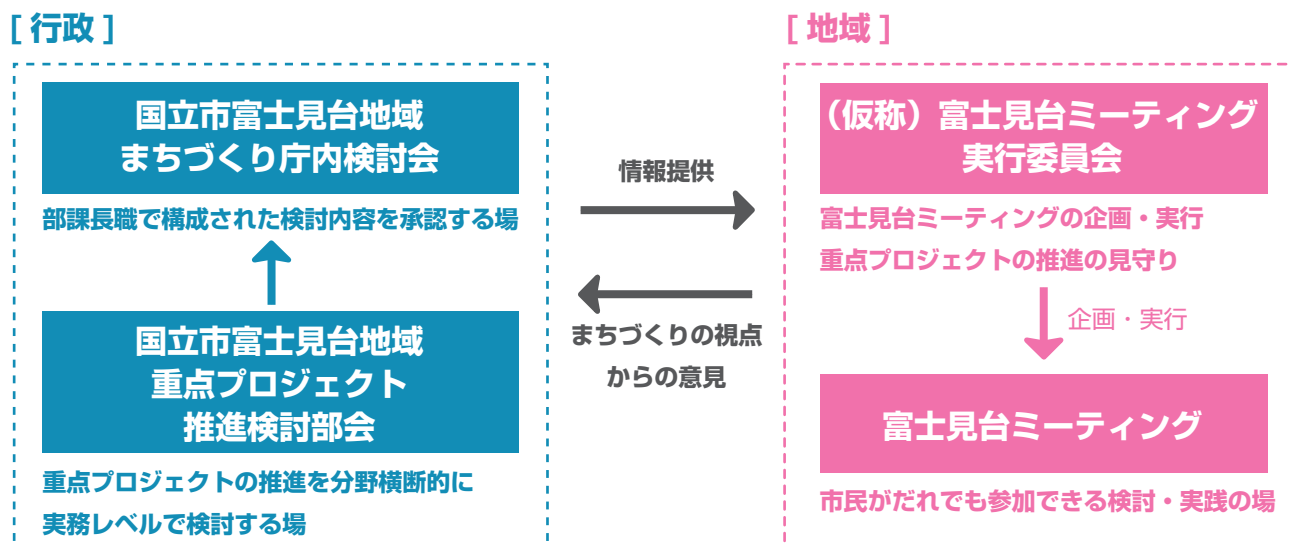 [ 行政 ]
国立市富士見台地域
まちづくり庁内検討会
部課長職で構成された検討内容を承認する場
国立市富士見台地域
重点プロジェクト
推進検討部会
重点プロジェクトの推進を分野横断的に
実務レベルで検討する場
情報提供
まちづくりの視点
からの意見
[ 地域 ]
（仮称）富士見台ミーティング
実行委員会
富士見台ミーティングの企画・実行
重点プロジェクトの推進の見守り
企画・実行
富士見台ミーティング
市民がだれでも参加できる検討・実践の場